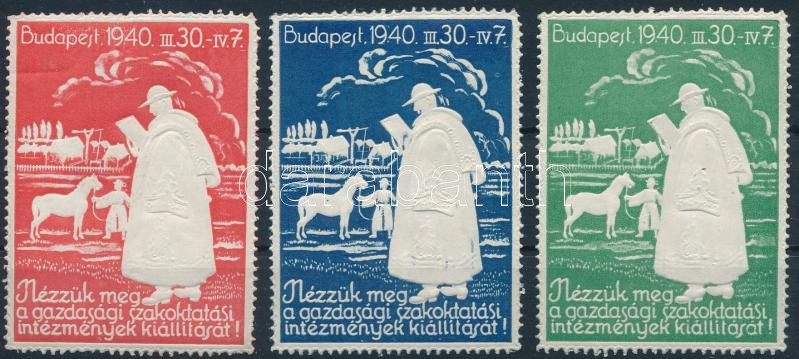 Budapest. 1940. III. 30.-IV. 7.
Nézzük meg
a gazdasági szakoktatási
intézmények kiállítását!
Budapest. 1940. III. 30.-IV. 7.
Nézzük meg
a gazdasági szakoktatási
intézmények kiállítását!
Budapest. 1940. III. 30.-IV. 7.
Nézzük meg
a gazdasági szakoktatási
intézmények kiállítását!
darabanth